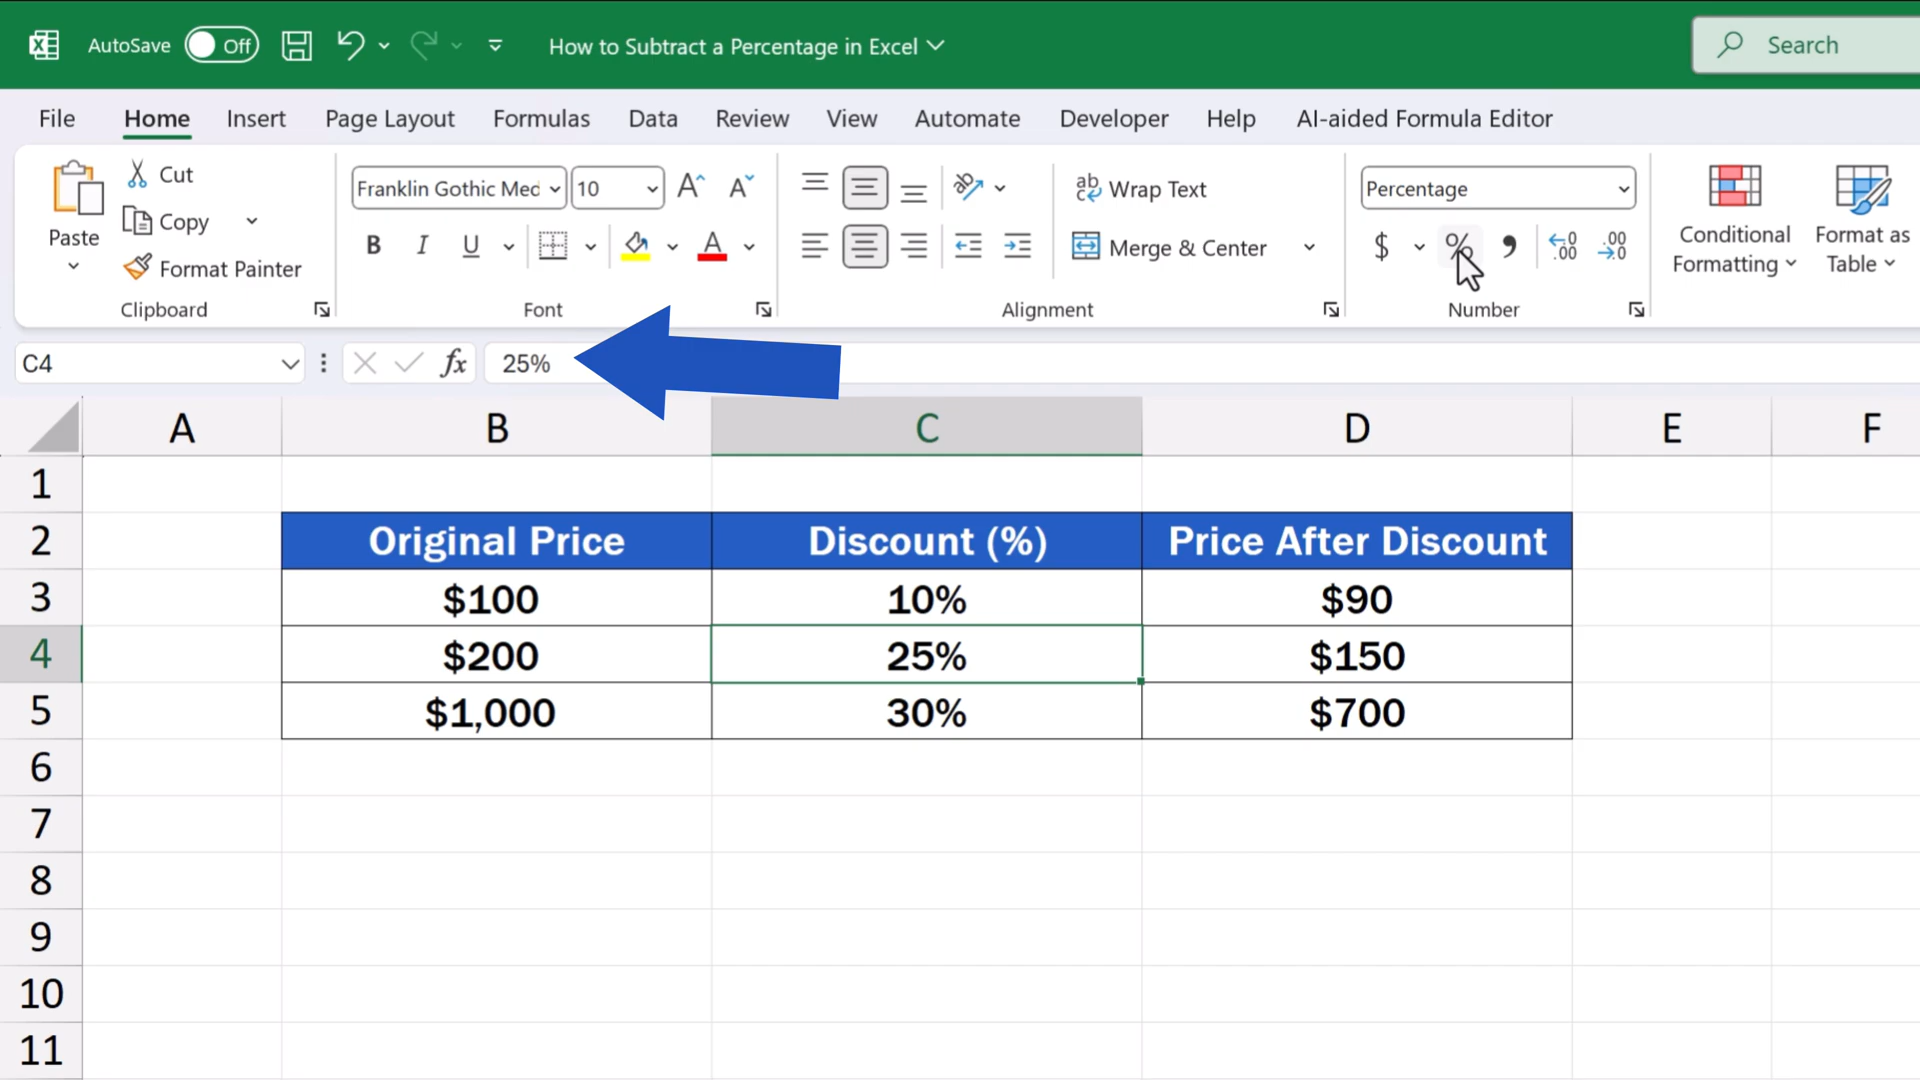 AutoSave Off How to Subtract a Percentage in Excel Search
File Home Insert Page Layout Formulas Data Review View Automate Developer Help AI-aided Formula Editor
Paste
Cut
Copy
Format Painter
Clipboard
Franklin Gothic Med 10
B I U A
Font
ab Wrap Text
Merge & Center
Alignment
Percentage
$ % , .00 .00
Number
Conditional
Formatting
Format as
Table
C4 fx 25%
A B C D E F
1
2 Original Price Discount (%) Price After Discount
3 $100 10% $90
4 $200 25% $150
5 $1,000 30% $700
6
7
8
9
10
11